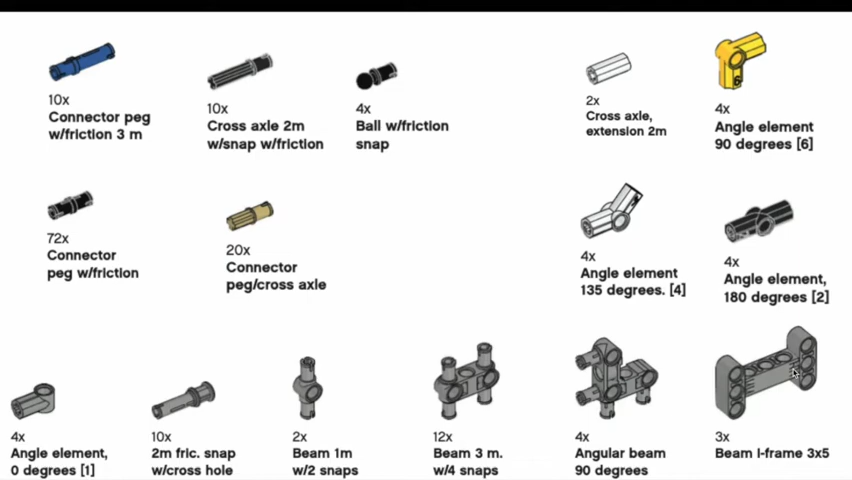 10x
Connector peg
w/friction 3 m
10x
Cross axle 2m
w/snap w/friction
4x
Ball w/friction
snap
2x
Cross axle,
extension 2m
4x
Angle element
90 degrees [6]
72x
Connector
peg w/friction
20x
Connector
peg/cross axle
4x
Angle element
135 degrees. [4]
4x
Angle element,
180 degrees [2]
4x
Angle element,
0 degrees [1]
10x
2m fric. snap
w/cross hole
2x
Beam 1m
w/2 snaps
12x
Beam 3 m.
w/4 snaps
4x
Angular beam
90 degrees
3x
Beam I-frame 3x5
6